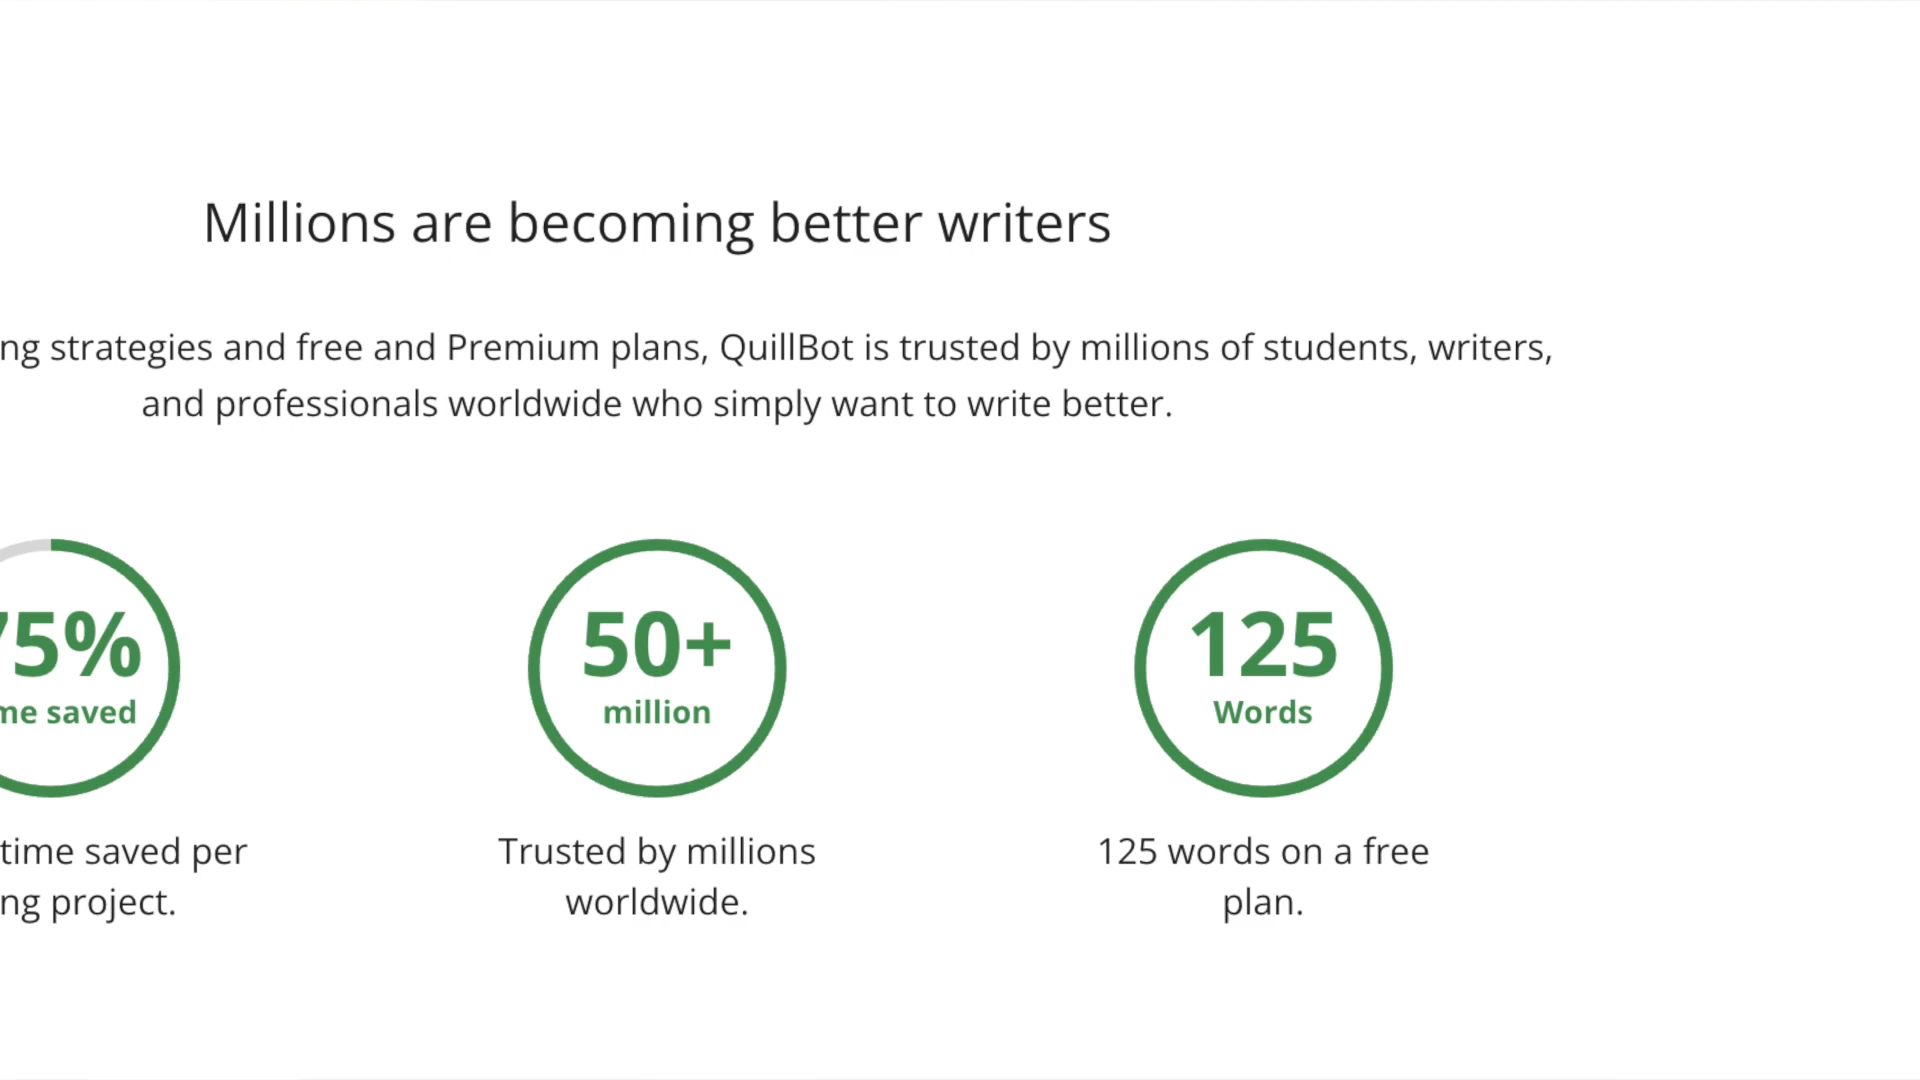 Millions are becoming better writers
ng strategies and free and Premium plans, QuillBot is trusted by millions of students, writers,
and professionals worldwide who simply want to write better.
75%
me saved
50+
million
125
Words
time saved per
ng project.
Trusted by millions
worldwide.
125 words on a free
plan.